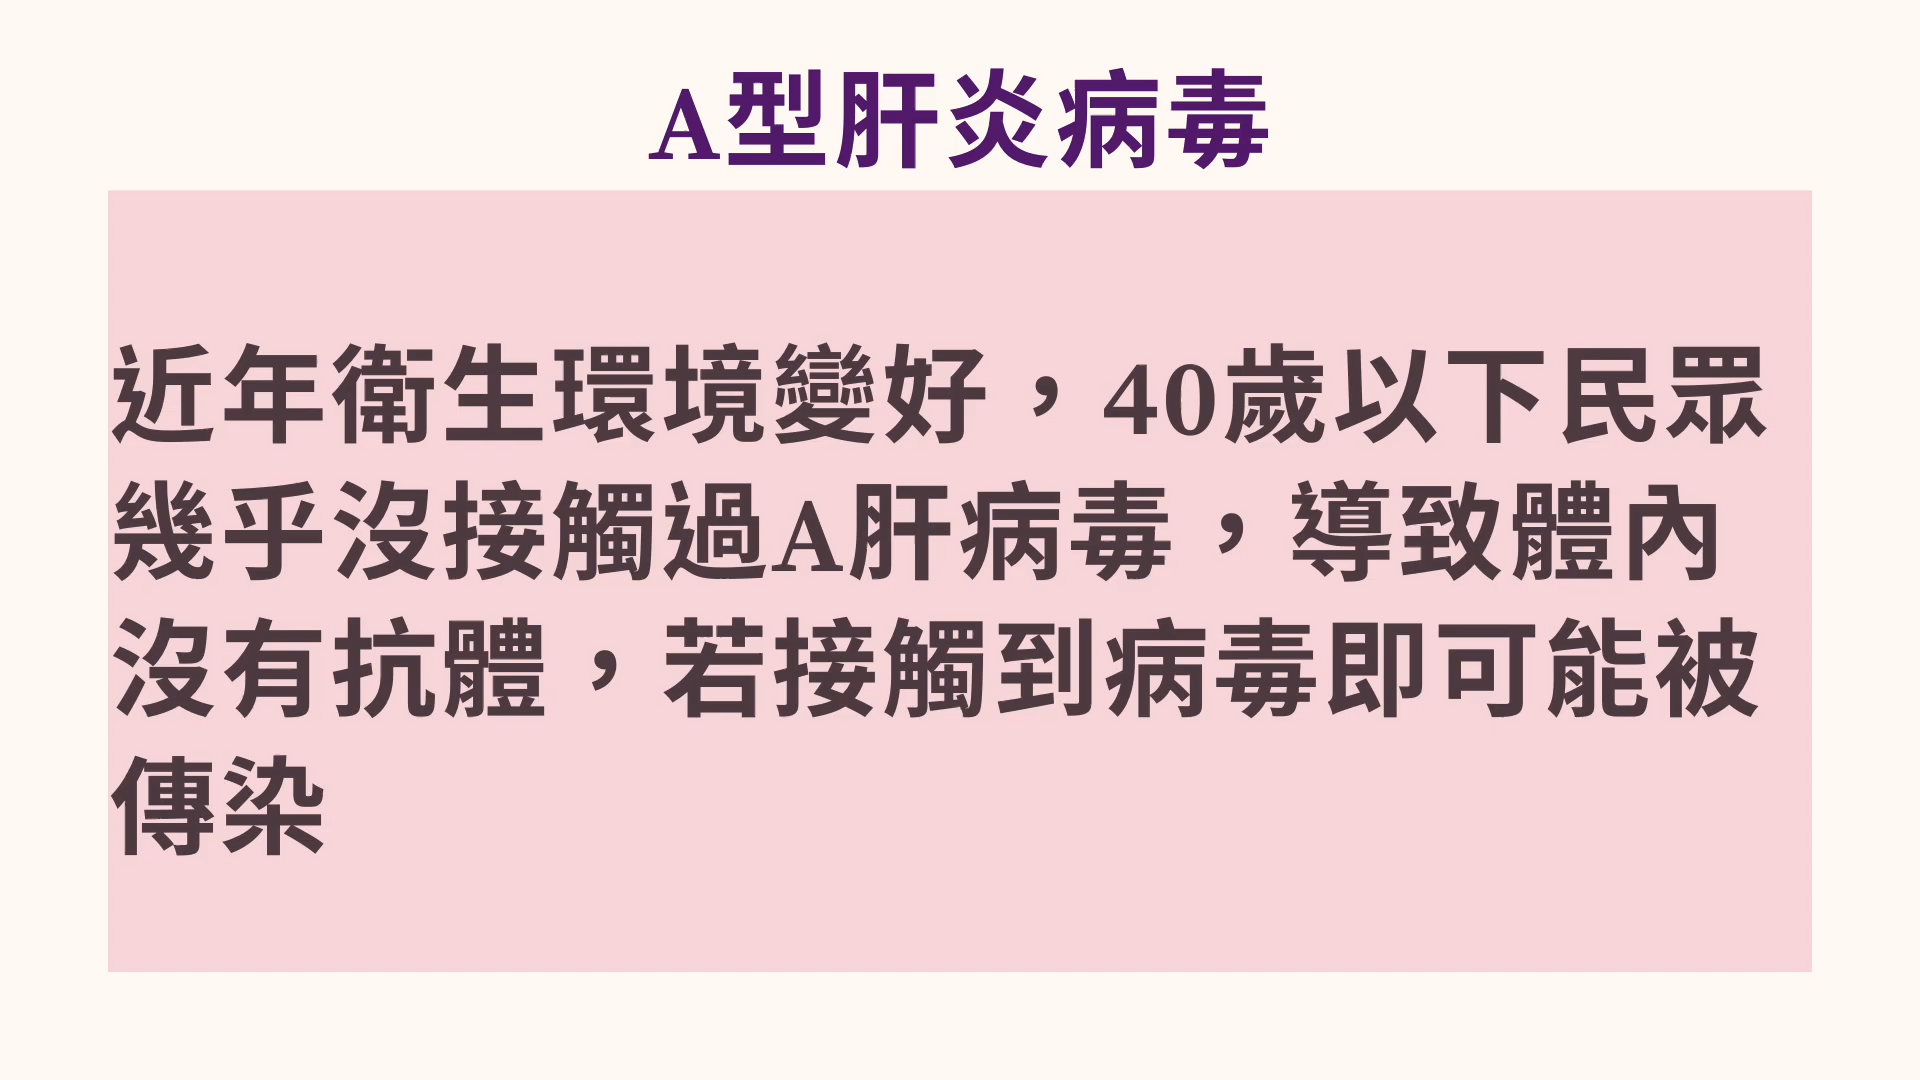 A型肝炎病毒
近年衛生環境變好，40歲以下民眾
幾乎沒接觸過A肝病毒，導致體內
沒有抗體，若接觸到病毒即可能被
傳染